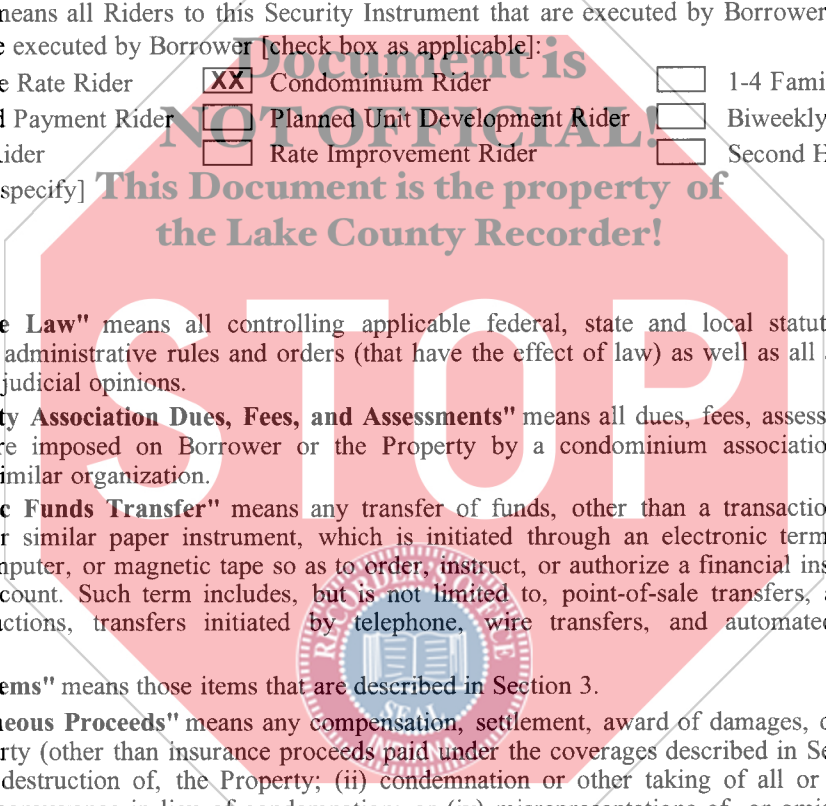 means all Riders to this Security Instrument that are executed by Borrower
e executed by Borrower [check box as applicable]:
Document is
e Rate Rider XX Condominium Rider 1-4 Fami
NOT OFFICIAL!
d Payment Rider Planned Unit Development Rider Biweekly
ider Rate Improvement Rider Second H
specify]
This Document is the property of
the Lake County Recorder!
STOP
e Law" means all controlling applicable federal, state and local statut
administrative rules and orders (that have the effect of law) as well as all
judicial opinions.
ty Association Dues, Fees, and Assessments" means all dues, fees, assess
re imposed on Borrower or the Property by a condominium associatio
imilar organization.
c Funds Transfer" means any transfer of funds, other than a transactio
r similar paper instrument, which is initiated through an electronic term
mputer, or magnetic tape so as to order, instruct, or authorize a financial ins
count. Such term includes, but is not limited to, point-of-sale transfers,
actions, transfers initiated by telephone, wire transfers, and automate
RECORDER'S OFFICE
SEAL
ems" means those items that are described in Section 3.
neous Proceeds" means any compensation, settlement, award of damages, o
rty (other than insurance proceeds paid under the coverages described in Se
destruction of, the Property; (ii) condemnation or other taking of all or